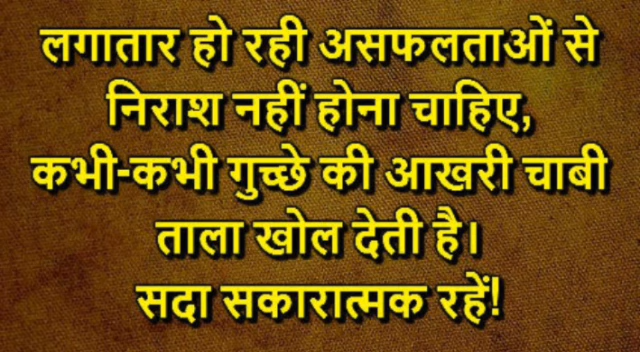 लगातार हो रही असफलताओं से
निराश नहीं होना चाहिए,
कभी-कभी गुच्छे की आखरी चाबी
ताला खोल देती है।
सदा सकारात्मक रहें!